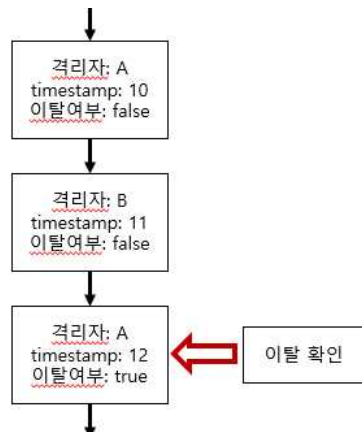 격리자: A
timestamp: 10
이탈여부: false
격리자: B
timestamp: 11
이탈여부: false
격리자: A
timestamp: 12
이탈여부: true
이탈 확인